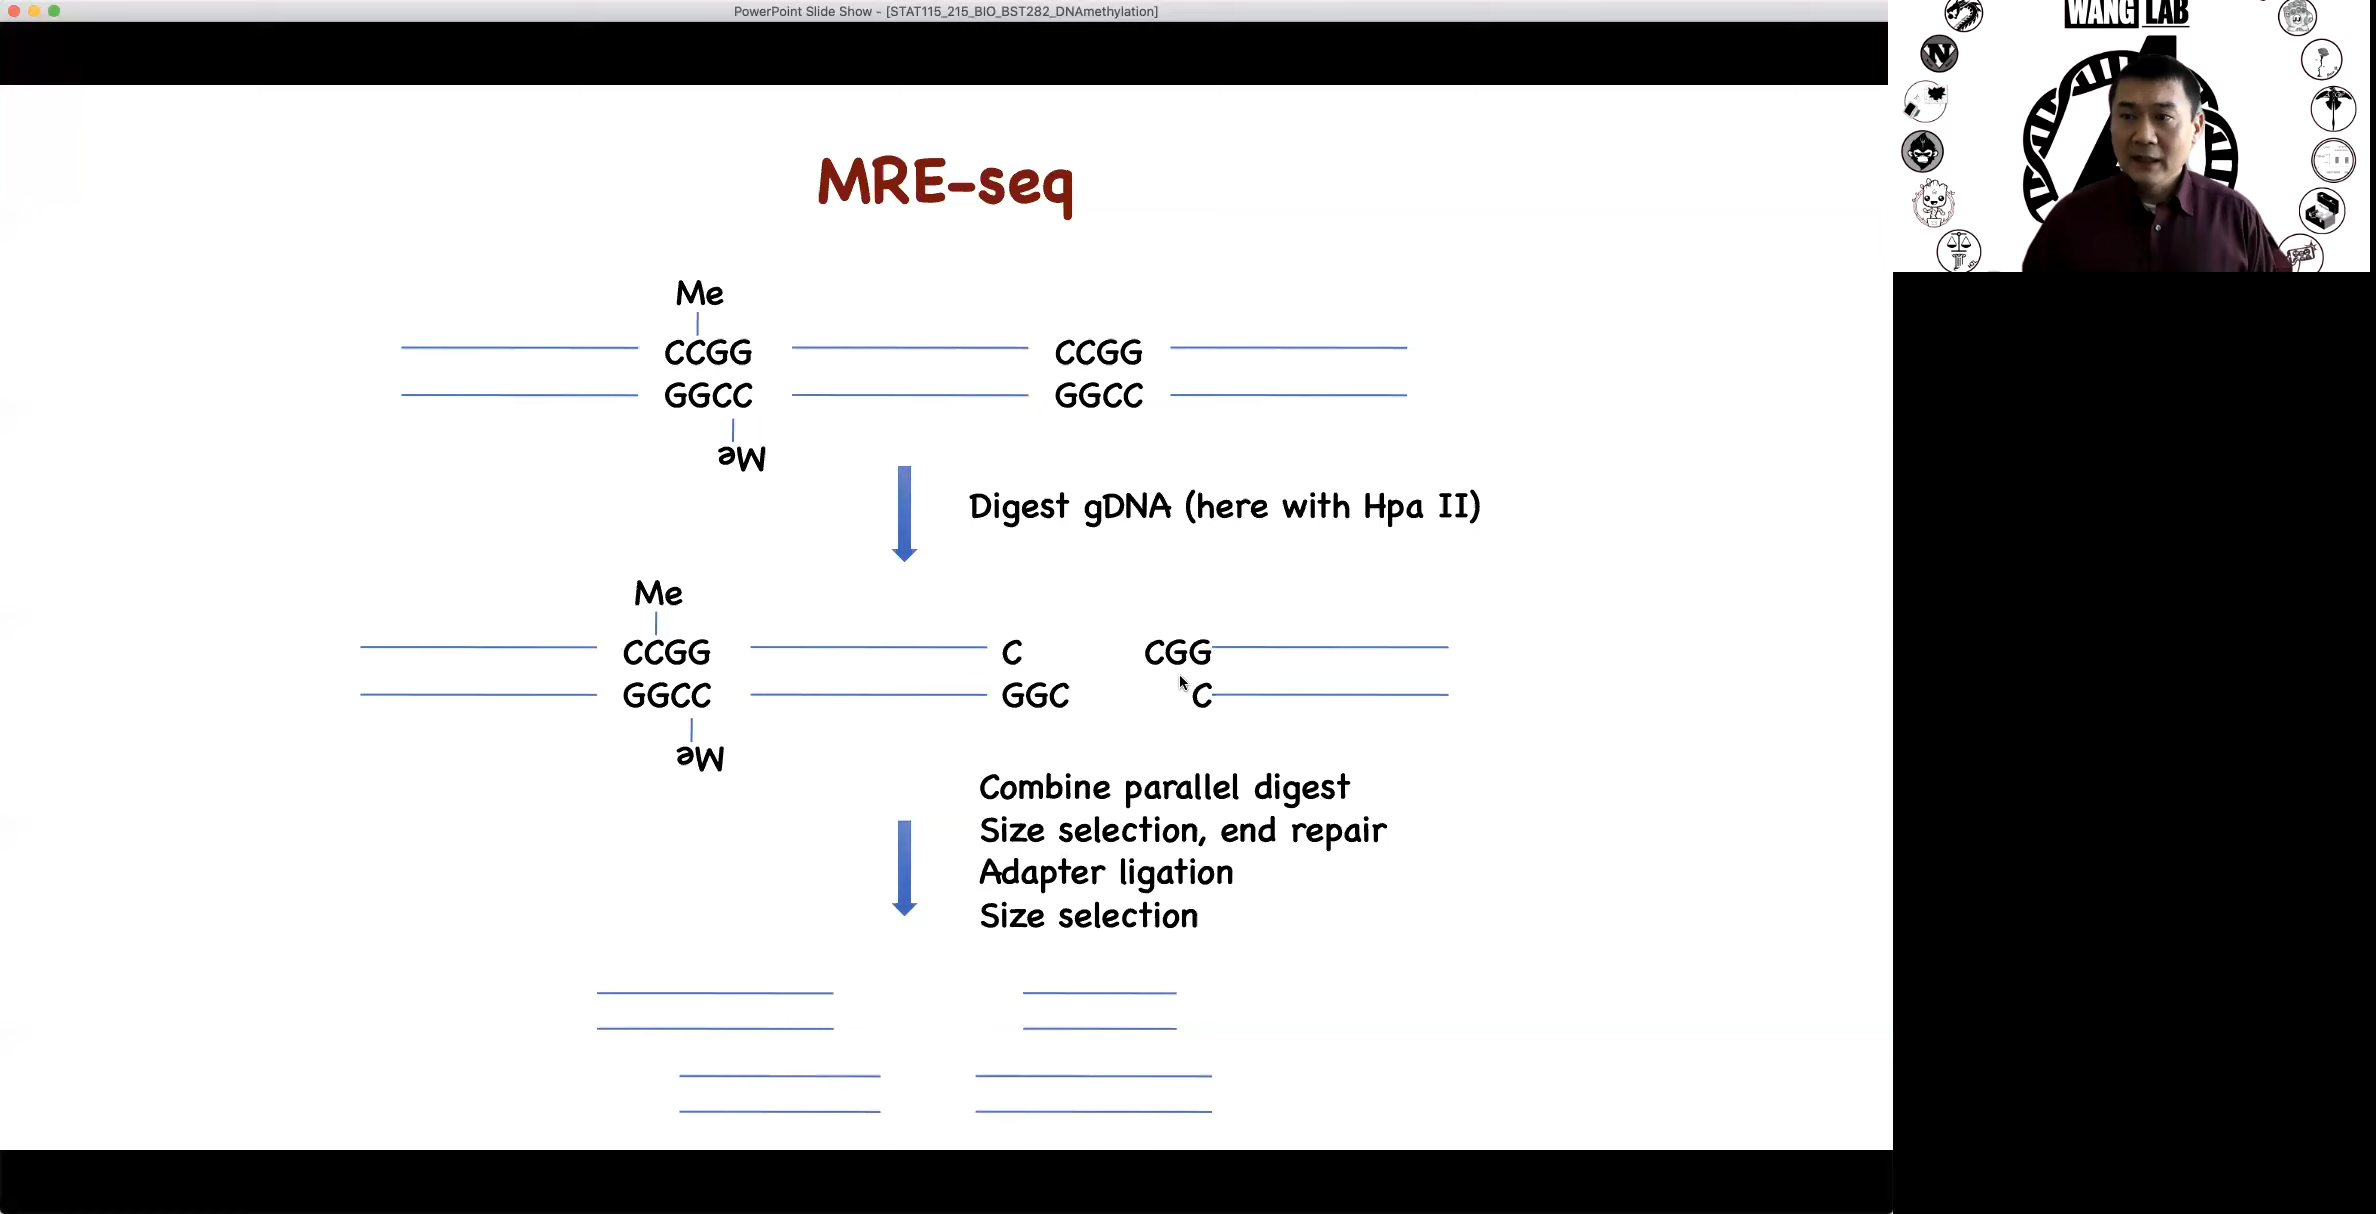 PowerPoint Slide Show - [STAT115_215_BIO_BST282_DNAmethylation]
WANG LAB
MRE-seq
Me
CCGG CCGG
GGCC GGCC
Me
Digest gDNA (here with Hpa II)
Me
CCGG C CGG
GGCC GGC C
Me
Combine parallel digest
Size selection, end repair
Adapter ligation
Size selection